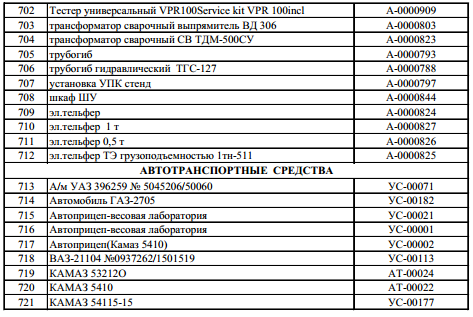 702 Тестер универсальный VPR100Service kit VPR 100incl А-0000909
703 трансформатор сварочный выпрямитель ВД 306 А-0000803
704 трансформатор сварочный СВ ТДМ-500СУ А-0000823
705 трубогиб А-0000793
706 трубогиб гидравлический ТГС-127 А-0000788
707 установка УПК стенд А-0000797
708 шкаф ШУ А-0000844
709 эл.тельфер А-0000824
710 эл.тельфер 1 т А-0000827
711 эл.тельфер 0,5 т А-0000826
712 эл.тельфер ТЭ грузоподъемностью 1тн-511 А-0000825
АВТОТРАНСПОРТНЫЕ СРЕДСТВА
713 А/м УАЗ 396259 № 5045206/50060 УС-00071
714 Автомобиль ГАЗ-2705 УС-00182
715 Автоприцеп-весовая лаборатория УС-00021
716 Автоприцеп-весовая лаборатория УС-00001
717 Автоприцеп(Камаз 5410) УС-00002
718 ВАЗ-21104 №0937262/1501519 УС-00113
719 КАМАЗ 53212О АТ-00024
720 КАМАЗ 5410 АТ-00022
721 КАМАЗ 54115-15 УС-00177